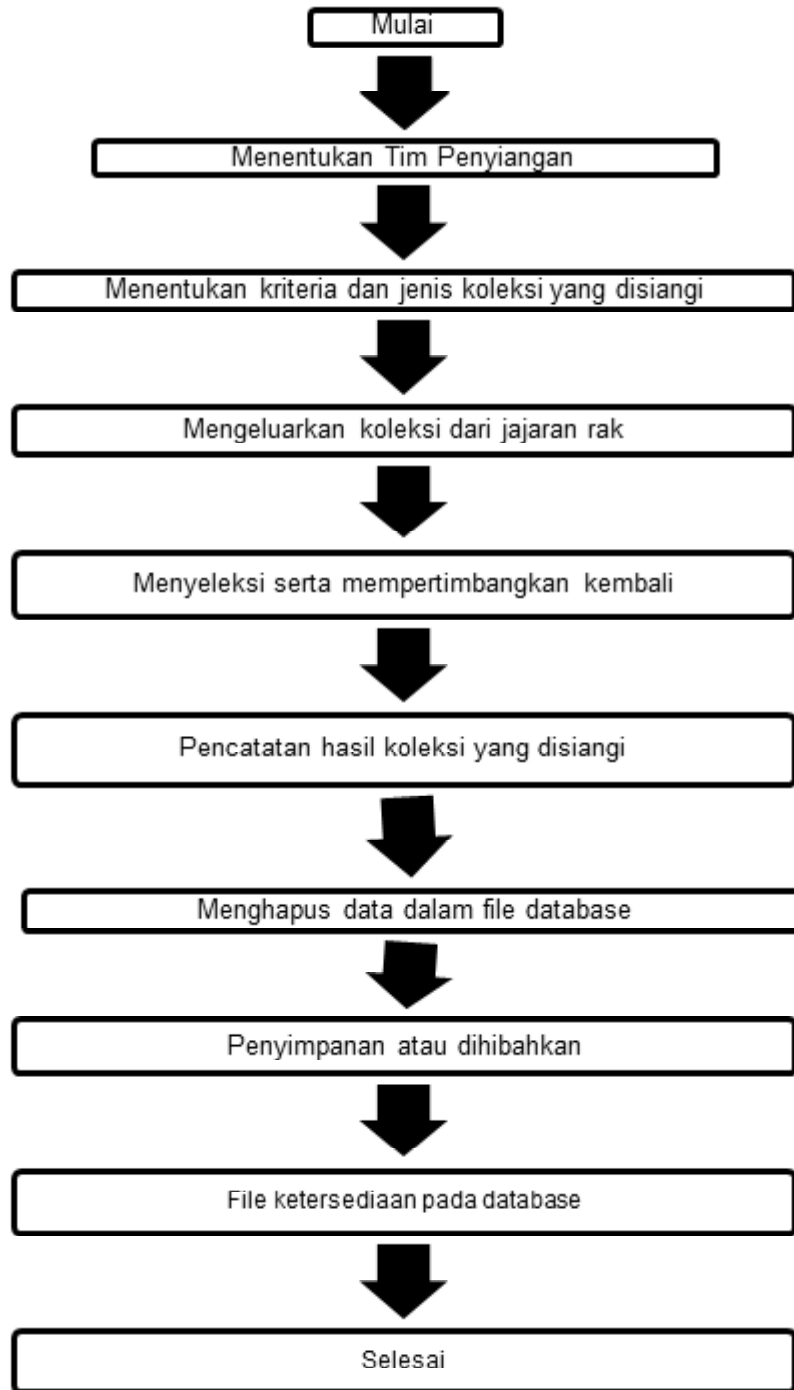 Mulai
Menentukan Tim Penyiangan
Menentukan kriteria dan jenis koleksi yang disiangi
Mengeluarkan koleksi dari jajaran rak
Menyeleksi serta mempertimbangkan kembali
Pencatatan hasil koleksi yang disiangi
Menghapus data dalam file database
Penyimpanan atau dihibahkan
File ketersediaan pada database
Selesai